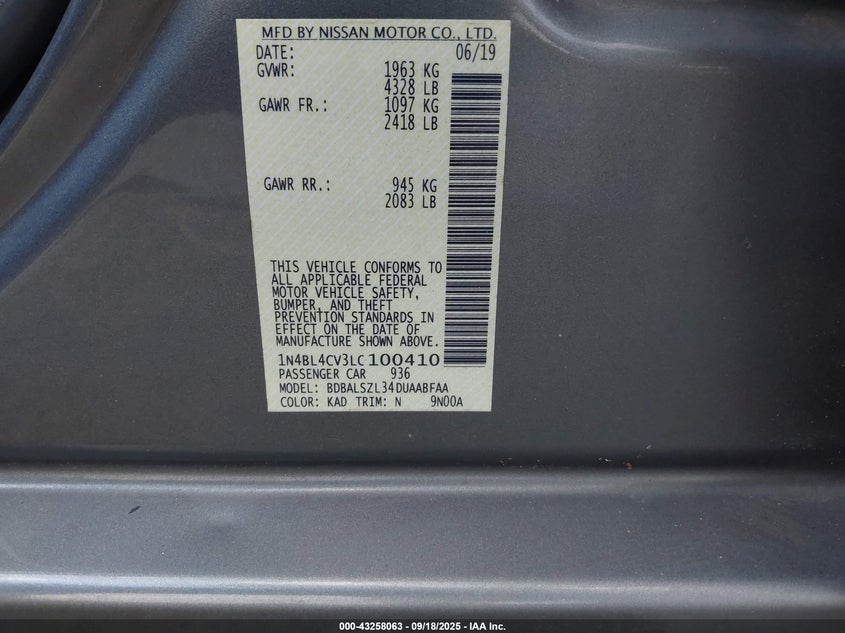 MFD BY NISSAN MOTOR CO., LTD.
DATE: 06/19
GVWR: 1963 KG
4328 LB
GAWR FR.: 1097 KG
2418 LB
GAWR RR.: 945 KG
2083 LB
THIS VEHICLE CONFORMS TO
ALL APPLICABLE FEDERAL
MOTOR VEHICLE SAFETY,
BUMPER, AND THEFT
PREVENTION STANDARDS IN
EFFECT ON THE DATE OF
MANUFACTURE SHOWN ABOVE.
1N4BL4CV3LC100410
PASSENGER CAR 936
MODEL: BDBALSZL34DUAABFAA
COLOR: KAD TRIM: N 9N00A
000-43258063 - 09/18/2025 - IAA Inc.